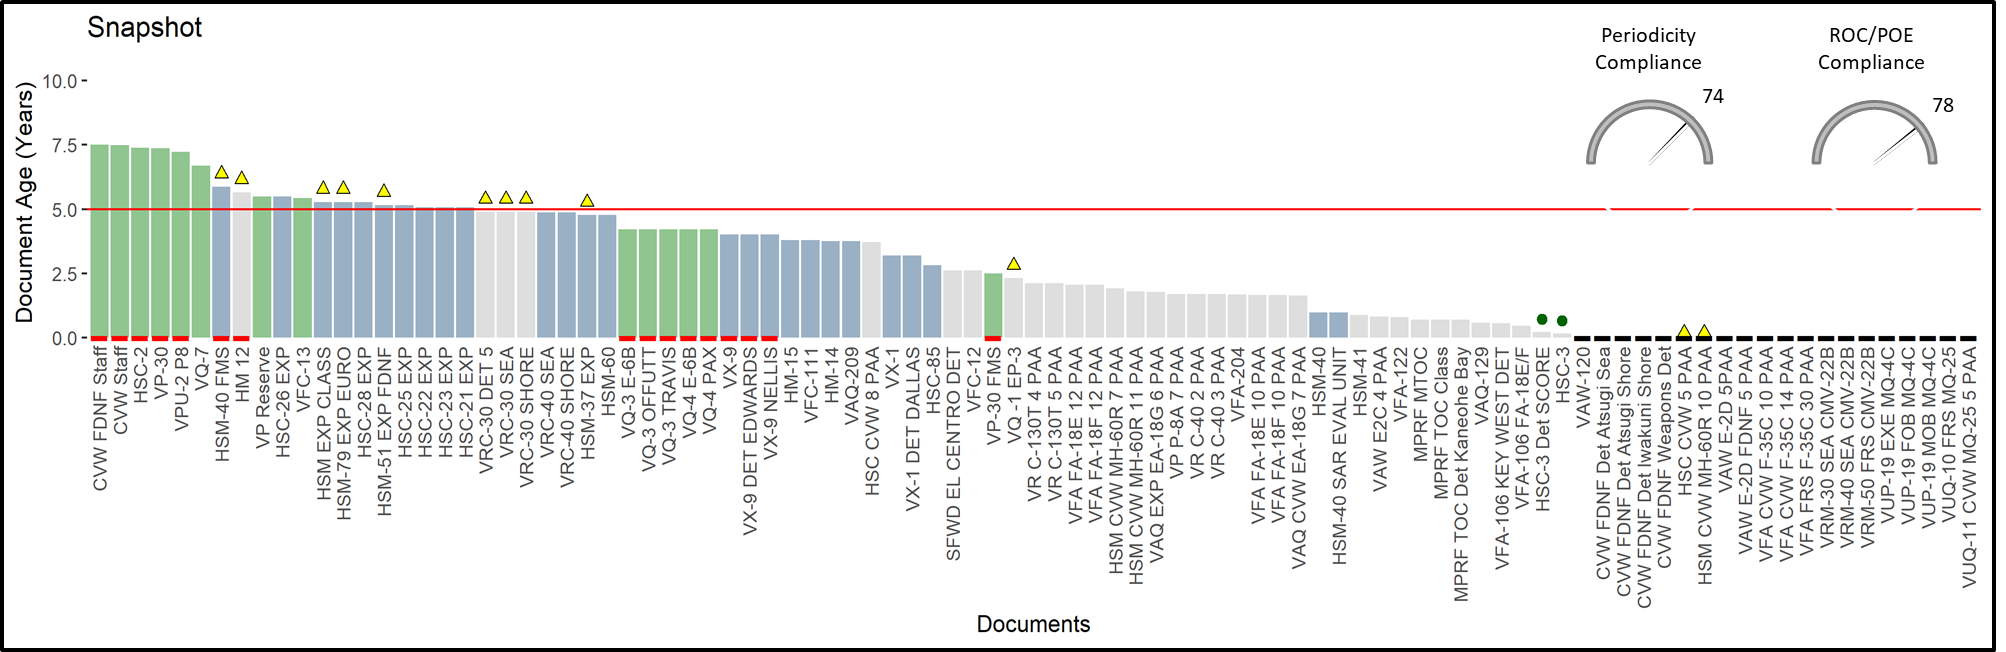 Snapshot
Periodicity
Compliance
74
ROC/POE
Compliance
78
Document Age (Years)
10.0
7.5
5.0
2.5
0.0
CVW FDNF Staff
CVW Staff
HSC-2
VP-30
VPU-2 P8
VQ-7
HSM-40 FMS
HM 12
VP Reserve
HSC-26 EXP
VFC-13
HSM EXP CLASS
HSM-79 EXP EURO
HSC-28 EXP
HSM-51 EXP FDNF
HSC-25 EXP
HSC-22 EXP
HSC-23 EXP
HSC-21 EXP
VRC-30 DET 5
VRC-30 SEA
VRC-30 SHORE
VRC-40 SEA
VRC-40 SHORE
HSM-37 EXP
HSM-60
VQ-3 E-6B
VQ-3 OFFUTT
VQ-3 TRAVIS
VQ-4 E-6B
VQ-4 PAX
VX-9
VX-9 DET EDWARDS
VX-9 NELLIS
HM-15
VFC-111
HM-14
VAQ-209
HSC CVW 8 PAA
VX-1
VX-1 DET DALLAS
HSC-85
SFWD EL CENTRO DET
VFC-12
VP-30 FMS
VQ -1 EP-3
VR C-130T 4 PAA
VR C-130T 5 PAA
VFA FA-18E 12 PAA
VFA FA-18F 12 PAA
HSM CVW MH-60R 7 PAA
HSM CVW MH-60R 11 PAA
VAQ EXP EA-18G 6 PAA
VP P-8A 7 PAA
VR C-40 2 PAA
VR C-40 3 PAA
VFA-204
VFA FA-18E 10 PAA
VFA FA-18F 10 PAA
VAQ CVW EA-18G 7 PAA
HSM-40
HSM-40 SAR EVAL UNIT
HSM-41
VAW E2C 4 PAA
VFA-122
MPRF MTOC
MPRF TOC Class
MPRF TOC Det Kaneohe Bay
VAQ-129
VFA-106 KEY WEST DET
VFA-106 FA-18E/F
HSC-3 Det SCORE
HSC-3
VAW-120
CVW FDNF Det Atsugi Sea
CVW FDNF Det Atsugi Shore
CVW FDNF Det Iwakuni Shore
CVW FDNF Weapons Det
HSC CVW 5 PAA
HSM CVW MH-60R 10 PAA
VAW E-2D 5PAA
VAW E-2D FDNF 5 PAA
VFA CVW F-35C 10 PAA
VFA CVW F-35C 14 PAA
VFA FRS F-35C 30 PAA
VRM-30 SEA CMV-22B
VRM-40 SEA CMV-22B
VRM-50 FRS CMV-22B
VUP-19 EXE MQ-4C
VUP-19 FOB MQ-4C
VUP-19 MOB MQ-4C
VUQ-10 FRS MQ-25
VUQ-11 CVW MQ-25 5 PAA
Documents